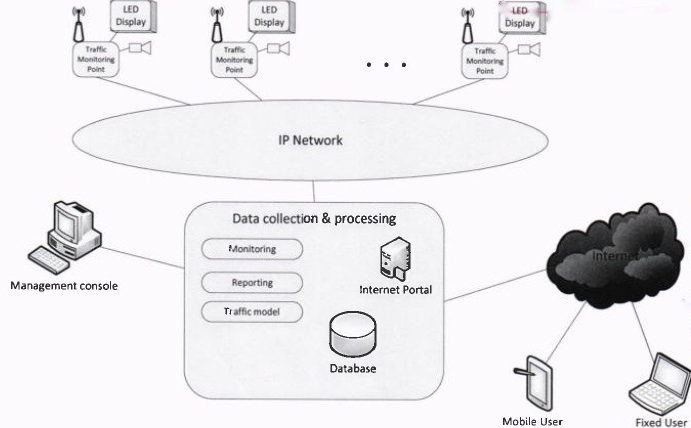 LED
Display
Traffic
Monitoring
Point
LED
Display
Traffic
Monitoring
Point
LED
Display
Traffic
Monitoring
Point
. . .
IP Network
Data collection & processing
Monitoring
Reporting
Traffic model
Internet Portal
Database
Management console
Internet
Mobile User
Fixed User